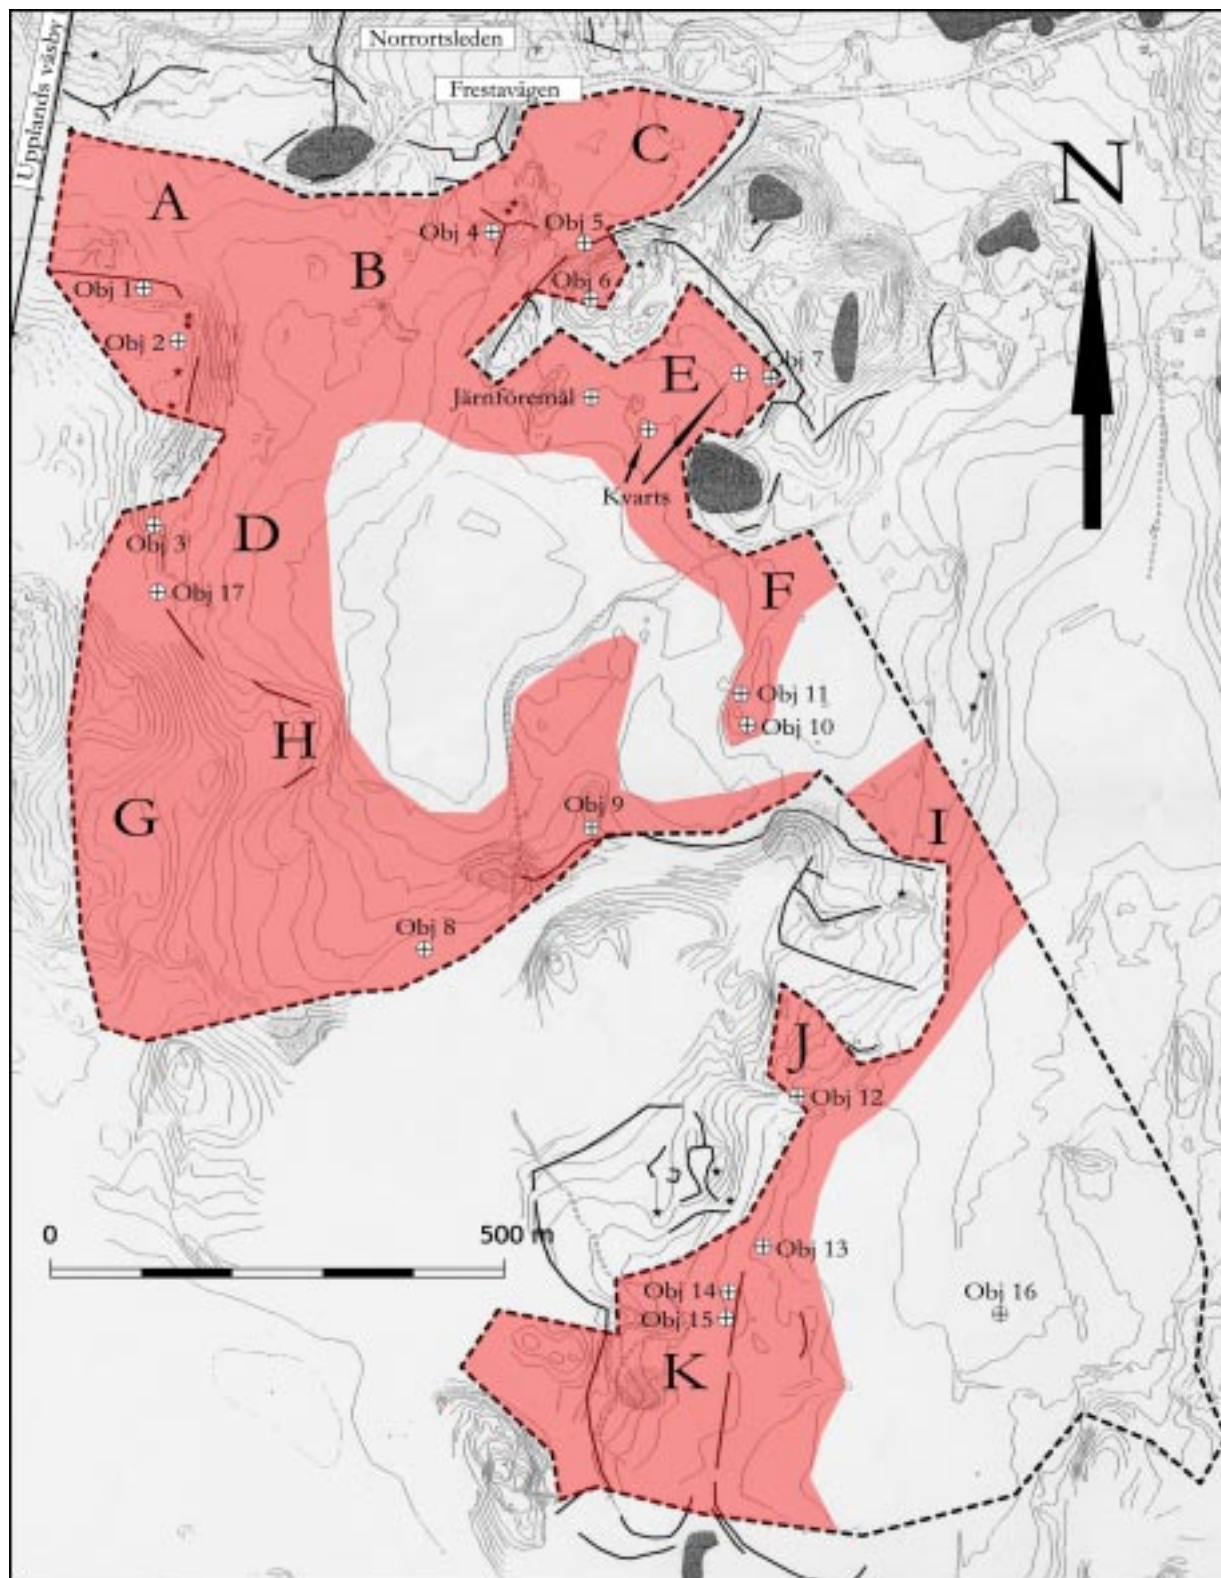 Norrortsleden
Upplands väsby
Frestavägen
C
N
A
Obj 4
Obj 5
B
Obj 6
Obj 1
Obj 2
E
Obj 7
Järnföremål
Kvarts
Obj 3
D
F
Obj 17
Obj 11
Obj 10
H
G
Obj 9
I
Obj 8
J
Obj 12
0
500 m
Obj 13
Obj 14
Obj 16
Obj 15
K